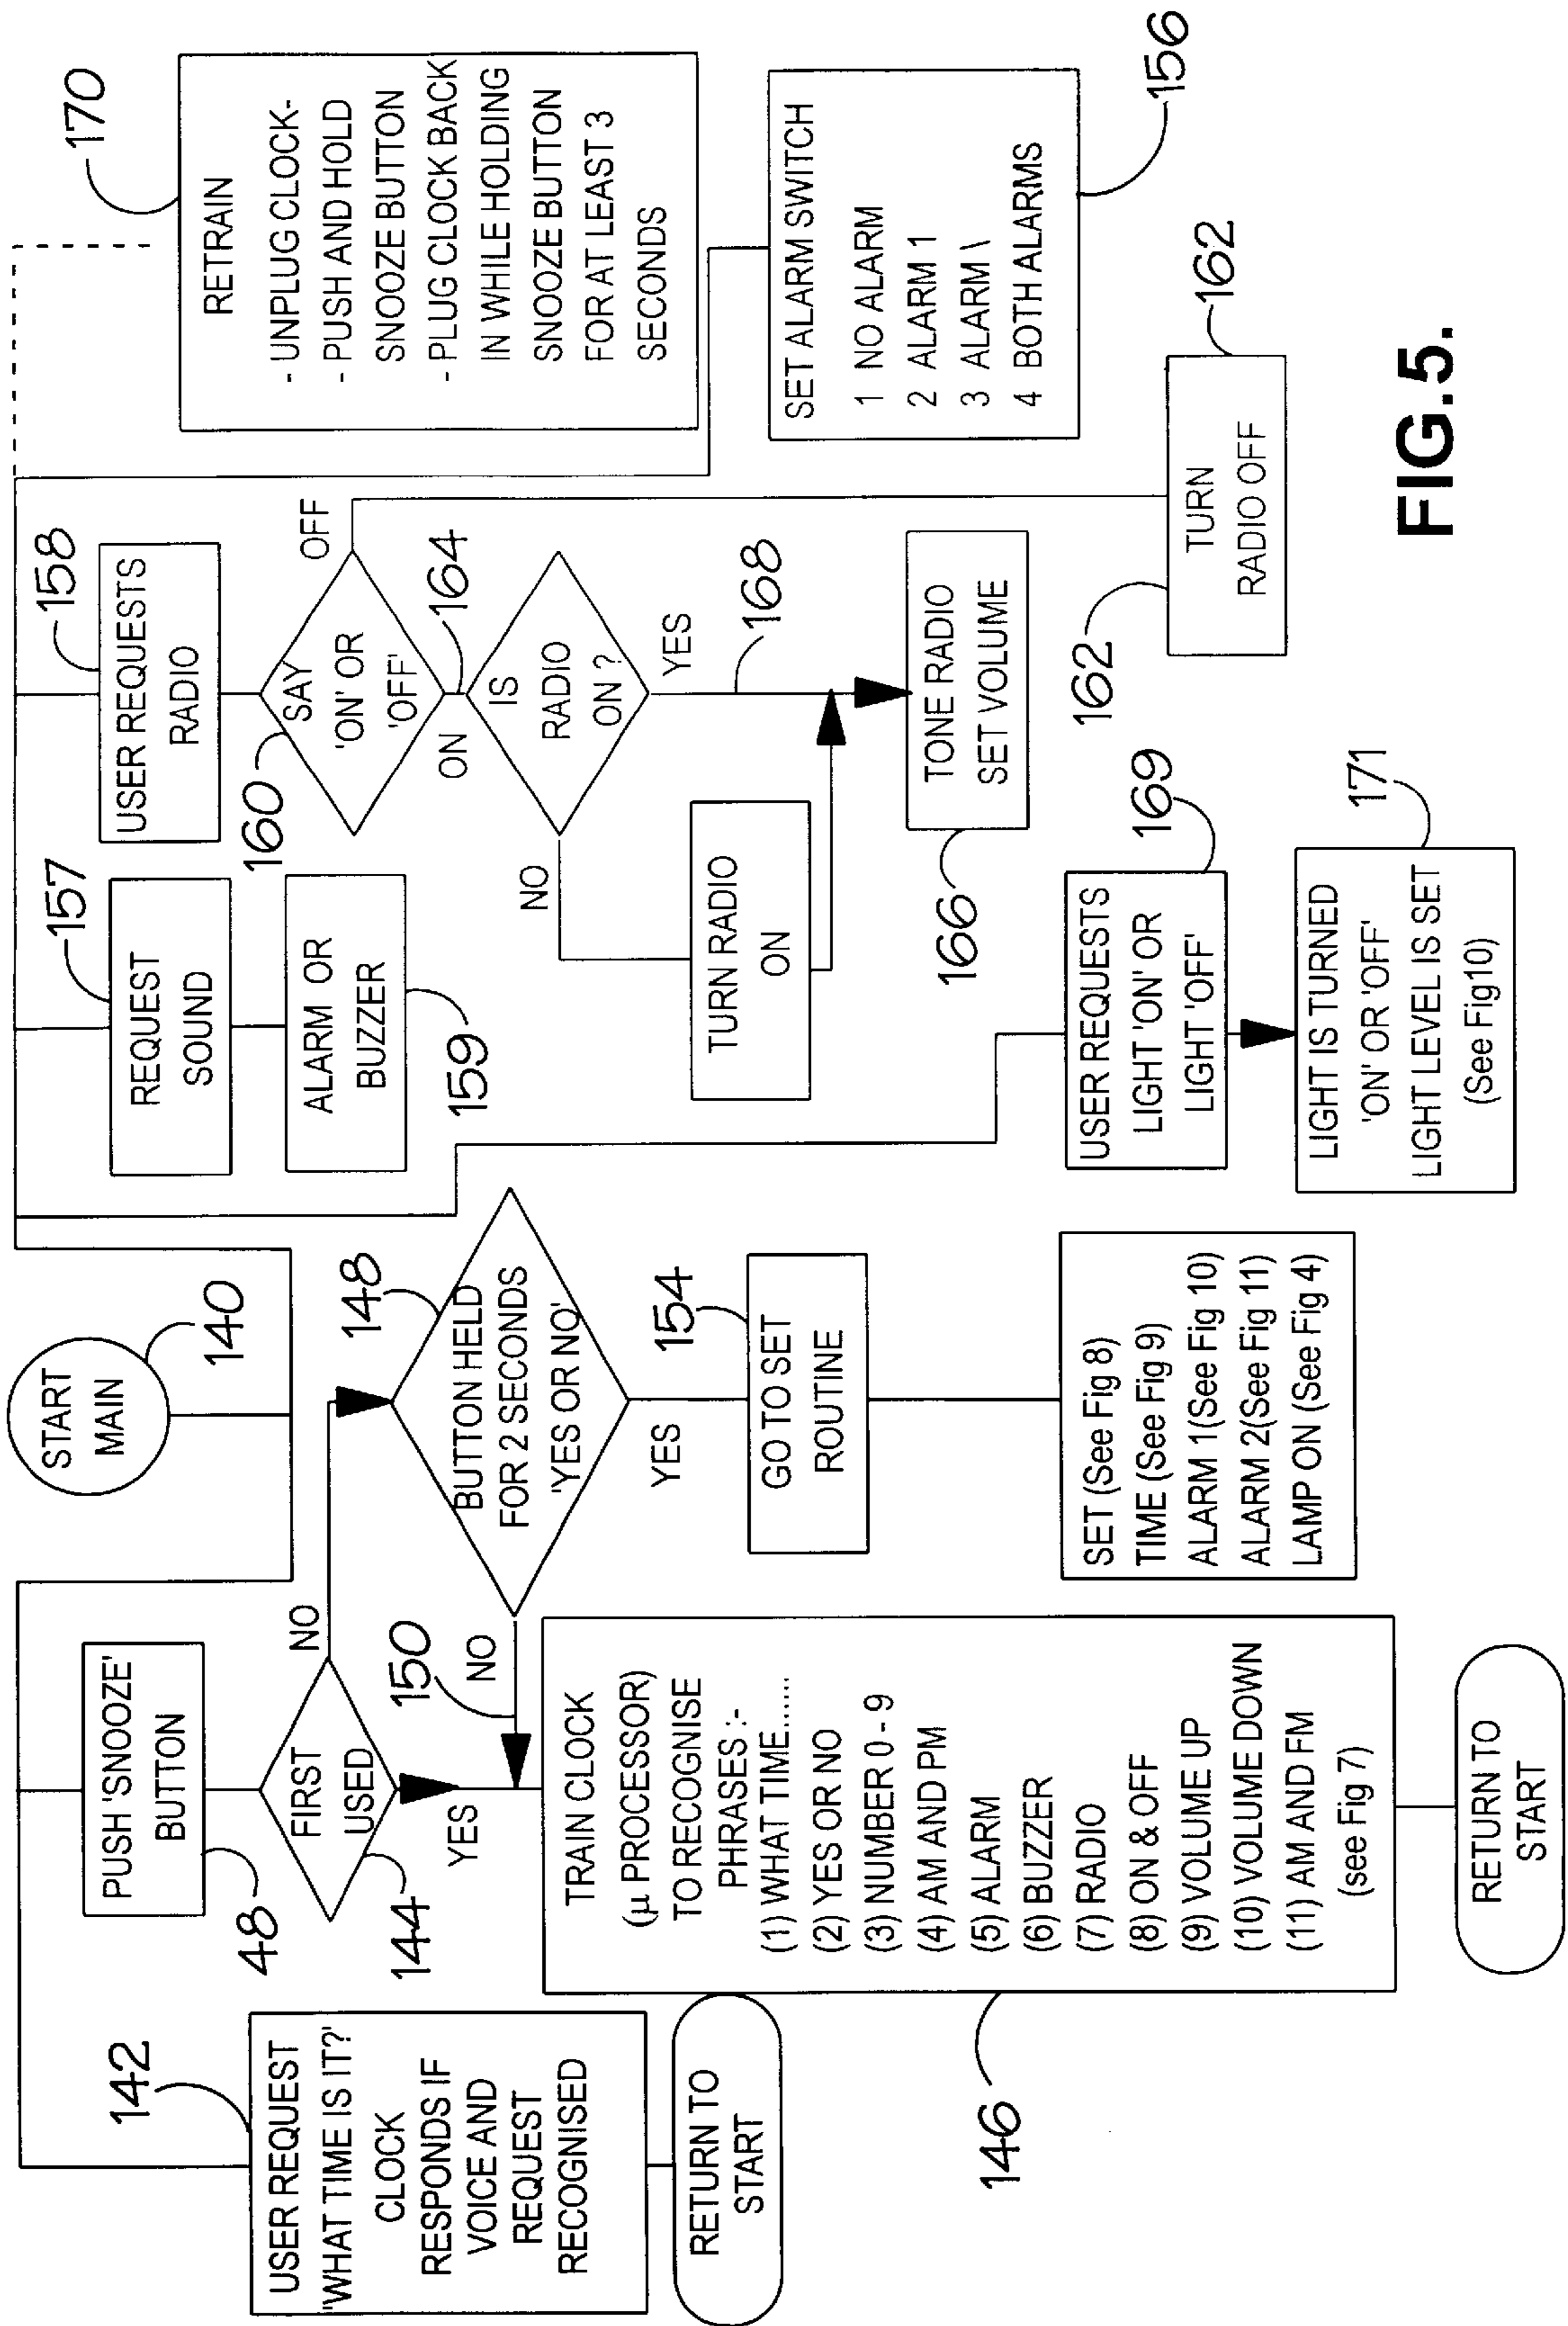 START
MAIN
140
142
USER REQUEST
'WHAT TIME IS IT?'
CLOCK
RESPONDS IF
VOICE AND
REQUEST
RECOGNISED
RETURN TO
START
PUSH 'SNOOZE'
BUTTON
48
FIRST
USED
144
NO
YES
148
BUTTON HELD
FOR 2 SECONDS
'YES OR NO'
150
NO
YES
TRAIN CLOCK
(µ PROCESSOR)
TO RECOGNISE
PHRASES :-
(1) WHAT TIME......
(2) YES OR NO
(3) NUMBER 0 - 9
(4) AM AND PM
(5) ALARM
(6) BUZZER
(7) RADIO
(8) ON & OFF
(9) VOLUME UP
(10) VOLUME DOWN
(11) AM AND FM
(see Fig 7)
146
RETURN TO
START
154
GO TO SET
ROUTINE
SET (See Fig 8)
TIME (See Fig 9)
ALARM 1(See Fig 10)
ALARM 2(See Fig 11)
LAMP ON (See Fig 4)
157
REQUEST
SOUND
ALARM OR
BUZZER
159
158
USER REQUESTS
RADIO
160
SAY
'ON' OR
'OFF'
OFF
ON
164
IS
RADIO
ON ?
NO
YES
168
TURN RADIO
ON
TONE RADIO
SET VOLUME
166
USER REQUESTS
LIGHT 'ON' OR
LIGHT 'OFF'
169
LIGHT IS TURNED
'ON' OR 'OFF'
LIGHT LEVEL IS SET
(See Fig10)
171
170
RETRAIN
- UNPLUG CLOCK-
- PUSH AND HOLD
SNOOZE BUTTON
- PLUG CLOCK BACK
IN WHILE HOLDING
SNOOZE BUTTON
FOR AT LEAST 3
SECONDS
SET ALARM SWITCH
1 NO ALARM
2 ALARM 1
3 ALARM \
4 BOTH ALARMS
156
162
TURN
RADIO OFF
162
FIG.5.